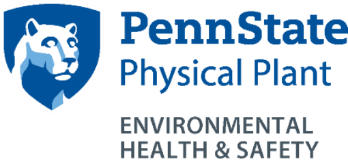 PennState
Physical Plant
ENVIRONMENTAL
HEALTH & SAFETY